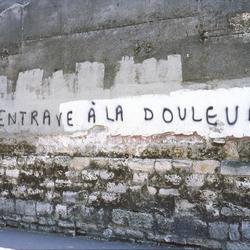 ENTRAVE À LA DOULEU